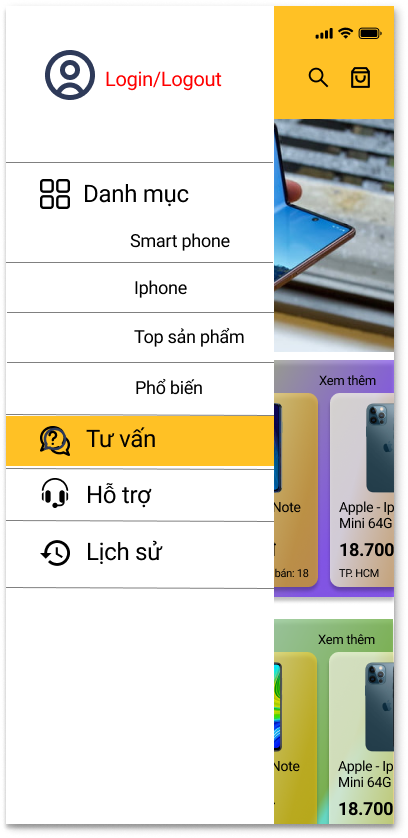 Login/Logout
Danh mục
Smart phone
Iphone
Top sản phẩm
Phổ biến
Tư vấn
Hỗ trợ
Lịch sử
Xem thêm
Note
bán: 18
Apple - Ip
Mini 64G
18.700
TP. HCM
Xem thêm
Note
Apple - Ip
Mini 64G
18.700